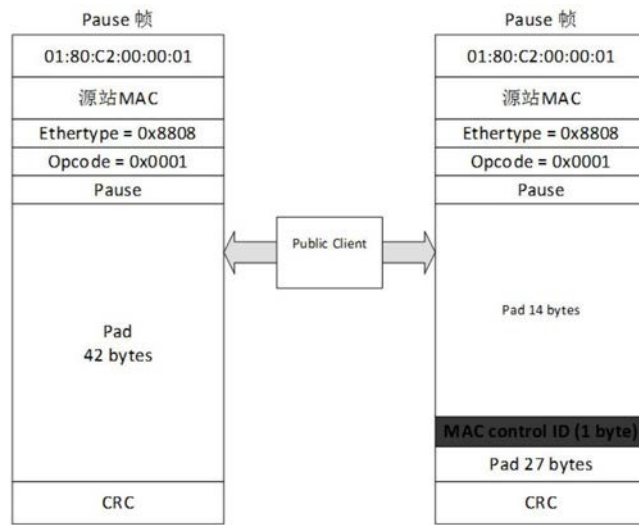 Pause 帧
01:80:C2:00:00:01
源站MAC
Ethertype = 0x8808
Opcode = 0x0001
Pause
Pad
42 bytes
CRC
Public Client
Pause 帧
01:80:C2:00:00:01
源站MAC
Ethertype = 0x8808
Opcode = 0x0001
Pause
Pad 14 bytes
MAC control ID (1 byte)
Pad 27 bytes
CRC